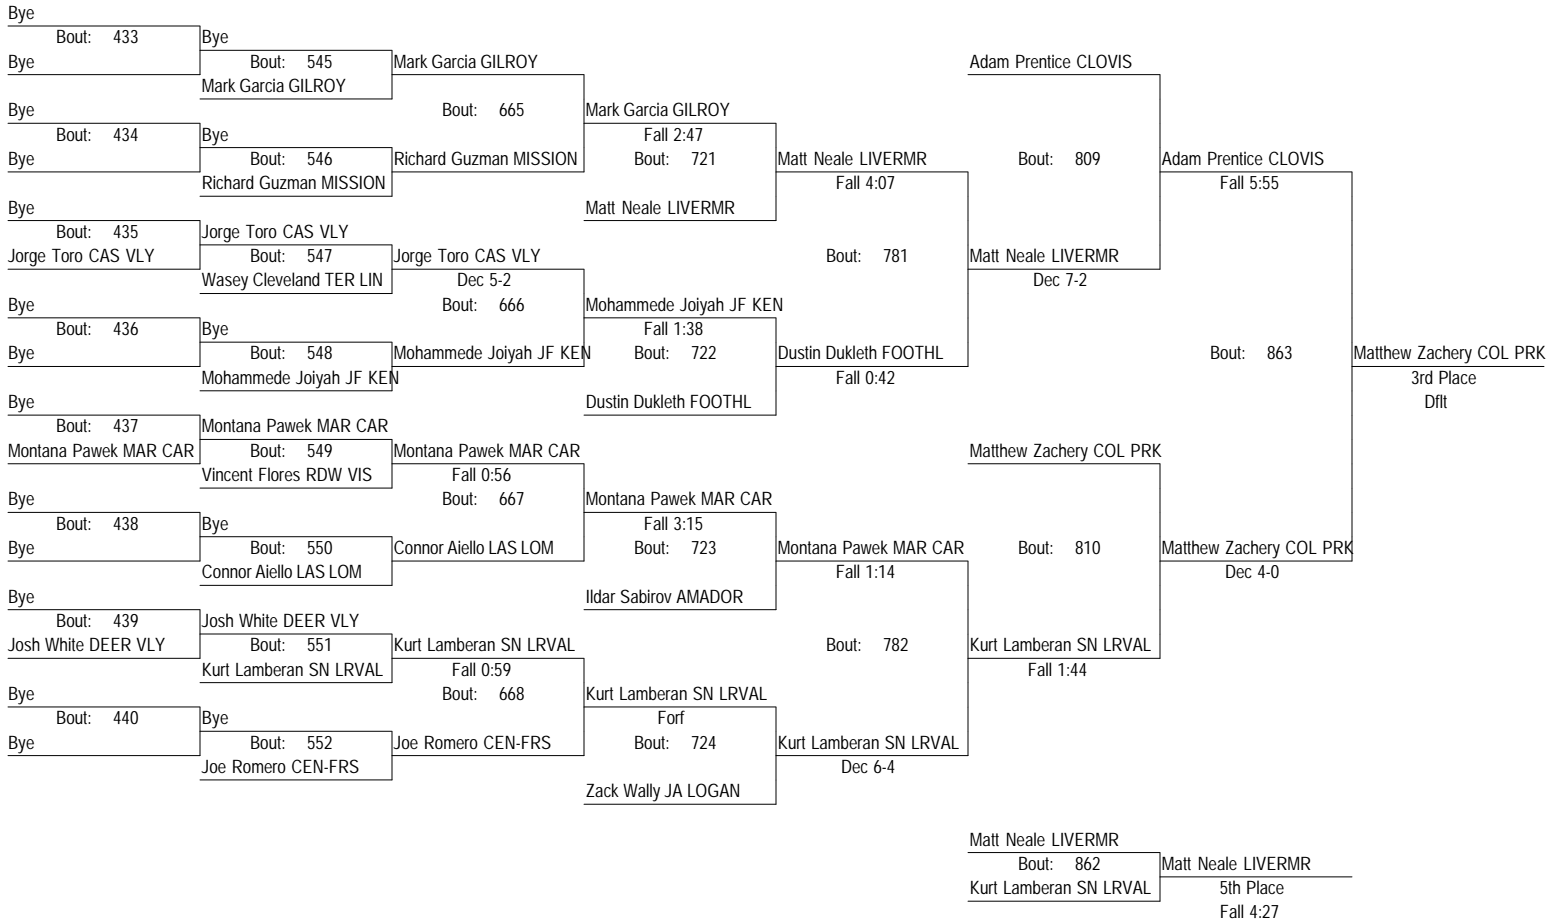 Bye
Bout: 433
Bye
Bye
Bout: 434
Bye
Bye
Bout: 435
Jorge Toro CAS VLY
Bye
Bout: 436
Bye
Bye
Bout: 437
Montana Pawek MAR CAR
Bye
Bout: 438
Bye
Bye
Bout: 439
Josh White DEER VLY
Bye
Bout: 440
Bye
Bye
Bout: 545
Mark Garcia GILROY
Bye
Bout: 546
Richard Guzman MISSION
Jorge Toro CAS VLY
Bout: 547
Wasey Cleveland TER LIN
Bye
Bout: 548
Mohammede Joiyah JF KEN
Montana Pawek MAR CAR
Bout: 549
Vincent Flores RDW VIS
Bye
Bout: 550
Connor Aiello LAS LOM
Josh White DEER VLY
Bout: 551
Kurt Lamberan SN LRVAL
Bye
Bout: 552
Joe Romero CEN-FRS
Mark Garcia GILROY
Bout: 665
Richard Guzman MISSION
Jorge Toro CAS VLY
Dec 5-2
Bout: 666
Mohammede Joiyah JF KEN
Montana Pawek MAR CAR
Fall 0:56
Bout: 667
Connor Aiello LAS LOM
Kurt Lamberan SN LRVAL
Fall 0:59
Bout: 668
Joe Romero CEN-FRS
Mark Garcia GILROY
Fall 2:47
Bout: 721
Matt Neale LIVERMR
Mohammede Joiyah JF KEN
Fall 1:38
Bout: 722
Dustin Dukleth FOOTHL
Montana Pawek MAR CAR
Fall 3:15
Bout: 723
Ildar Sabirov AMADOR
Kurt Lamberan SN LRVAL
Forf
Bout: 724
Zack Wally JA LOGAN
Matt Neale LIVERMR
Fall 4:07
Bout: 781
Dustin Dukleth FOOTHL
Fall 0:42
Montana Pawek MAR CAR
Fall 1:14
Bout: 782
Kurt Lamberan SN LRVAL
Dec 6-4
Adam Prentice CLOVIS
Bout: 809
Matt Neale LIVERMR
Dec 7-2
Matthew Zachery COL PRK
Bout: 810
Kurt Lamberan SN LRVAL
Fall 1:44
Adam Prentice CLOVIS
Fall 5:55
Bout: 863
Matthew Zachery COL PRK
Dec 4-0
Matthew Zachery COL PRK
3rd Place
Dflt
Matt Neale LIVERMR
Bout: 862
Kurt Lamberan SN LRVAL
Matt Neale LIVERMR
5th Place
Fall 4:27